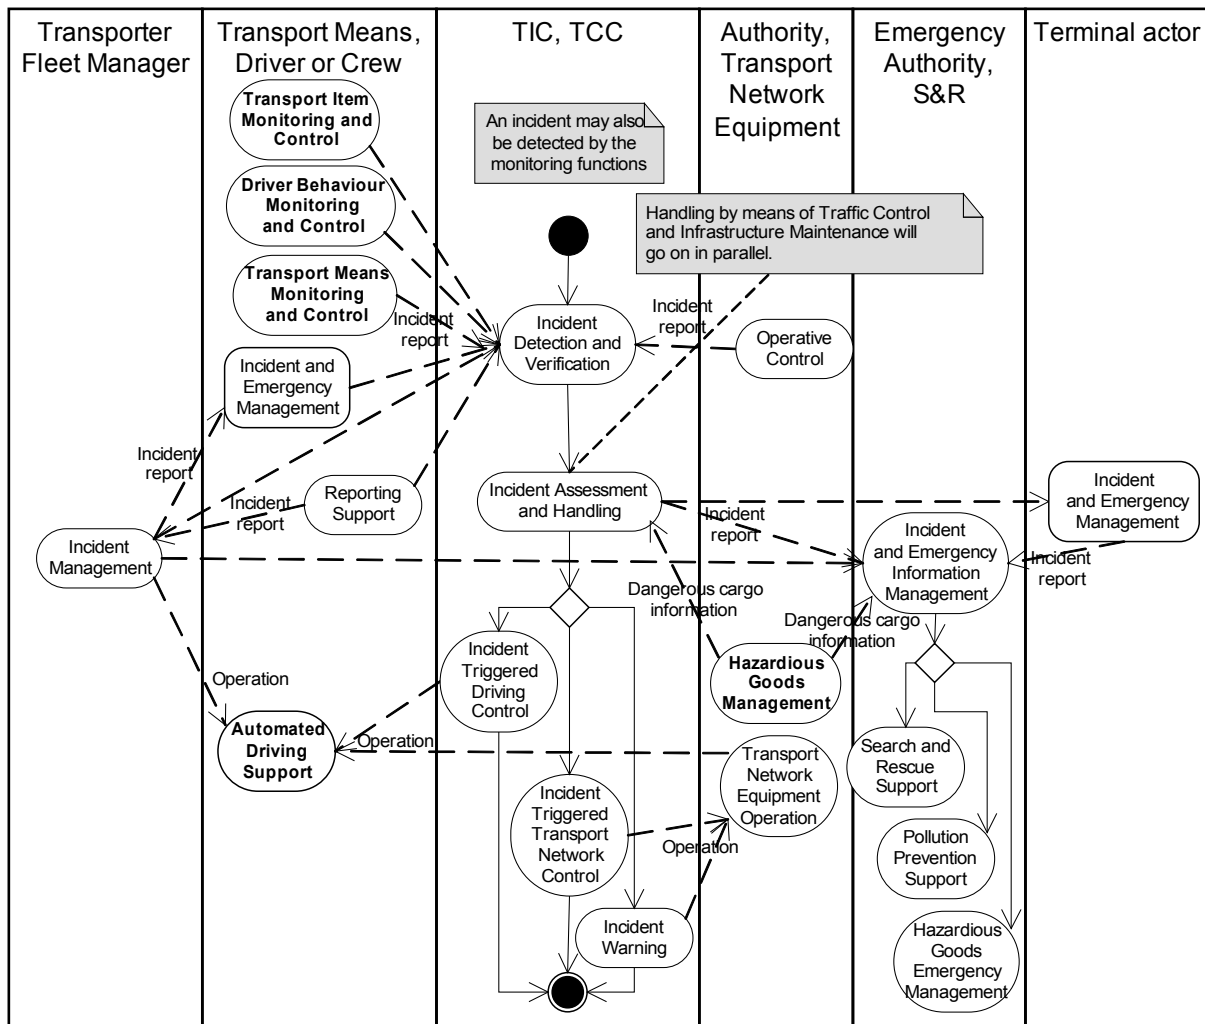 Transporter
Fleet Manager
Transport Means,
Driver or Crew
TIC, TCC
Authority,
Transport
Network
Equipment
Emergency
Authority,
S&R
Terminal actor
Transport Item
Monitoring and
Control
An incident may also
be detected by the
monitoring functions
Driver Behaviour
Monitoring
and Control
Handling by means of Traffic Control
and Infrastructure Maintenance will
go on in parallel.
Transport Means
Monitoring
and Control
Incident
report
Incident
Detection and
Verification
Incident
report
Operative
Control
Incident and
Emergency
Management
Incident
report
Reporting
Support
Incident
report
Incident Assessment
and Handling
Incident
report
Incident
and Emergency
Management
Incident
Management
Incident
and Emergency
Information
Management
Incident
report
Dangerous cargo
information
Dangerous cargo
information
Incident
Triggered
Driving
Control
Hazardious
Goods
Management
Operation
Automated
Driving
Support
Operation
Transport
Network
Equipment
Operation
Search and
Rescue
Support
Incident
Triggered
Transport
Network
Control
Operation
Pollution
Prevention
Support
Incident
Warning
Hazardious
Goods
Emergency
Management